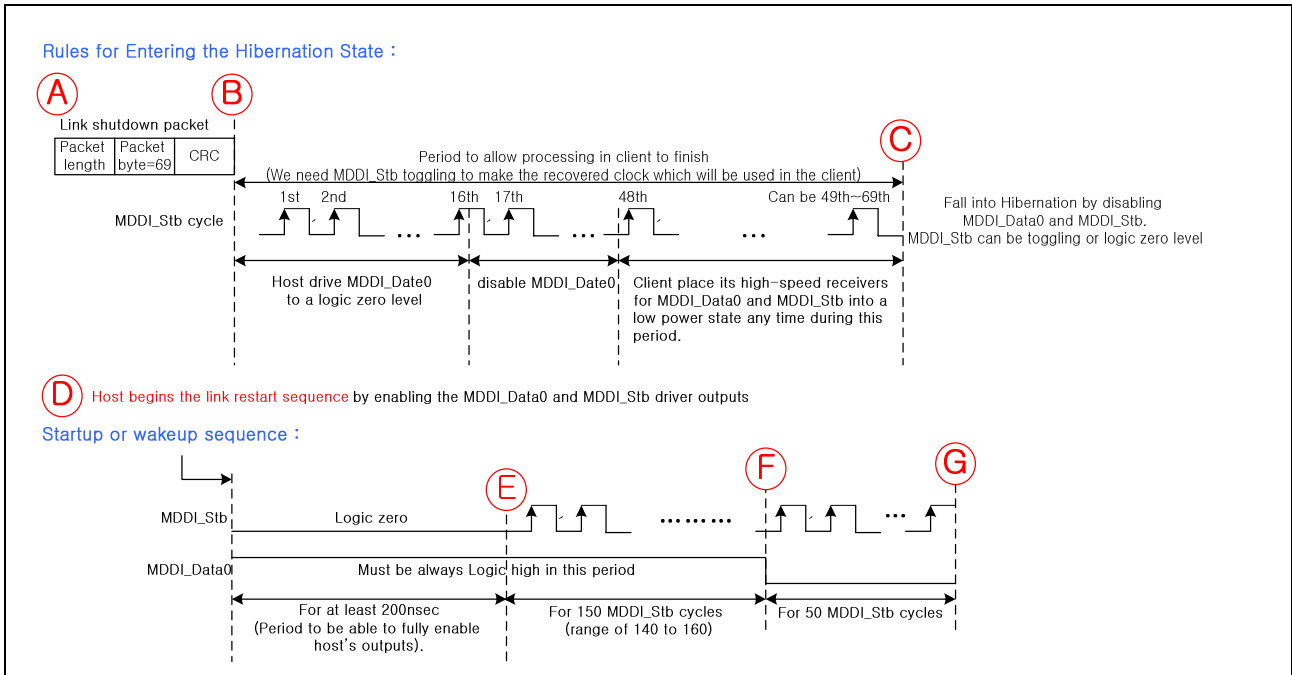 Rules for Entering the Hibernation State :
A
B
Link shutdown packet
Packet length
Packet byte=69
CRC
C
Period to allow processing in client to finish
(We need MDDI_Stb toggling to make the recovered clock which will be used in the client)
1st
2nd
16th
17th
48th
Can be 49th~69th
MDDI_Stb cycle
...
...
...
Fall into Hibernation by disabling
MDDI_Data0 and MDDI_Stb.
MDDI_Stb can be toggling or logic zero level
Host drive MDDI_Date0
to a logic zero level
disable MDDI_Date0
Client place its high-speed receivers
for MDDI_Data0 and MDDI_Stb into a
low power state any time during this
period.
D
Host begins the link restart sequence by enabling the MDDI_Data0 and MDDI_Stb driver outputs
Startup or wakeup sequence :
E
F
G
MDDI_Stb
Logic zero
.........
...
MDDI_Data0
Must be always Logic high in this period
For at least 200nsec
(Period to be able to fully enable
host's outputs).
For 150 MDDI_Stb cycles
(range of 140 to 160)
For 50 MDDI_Stb cycles